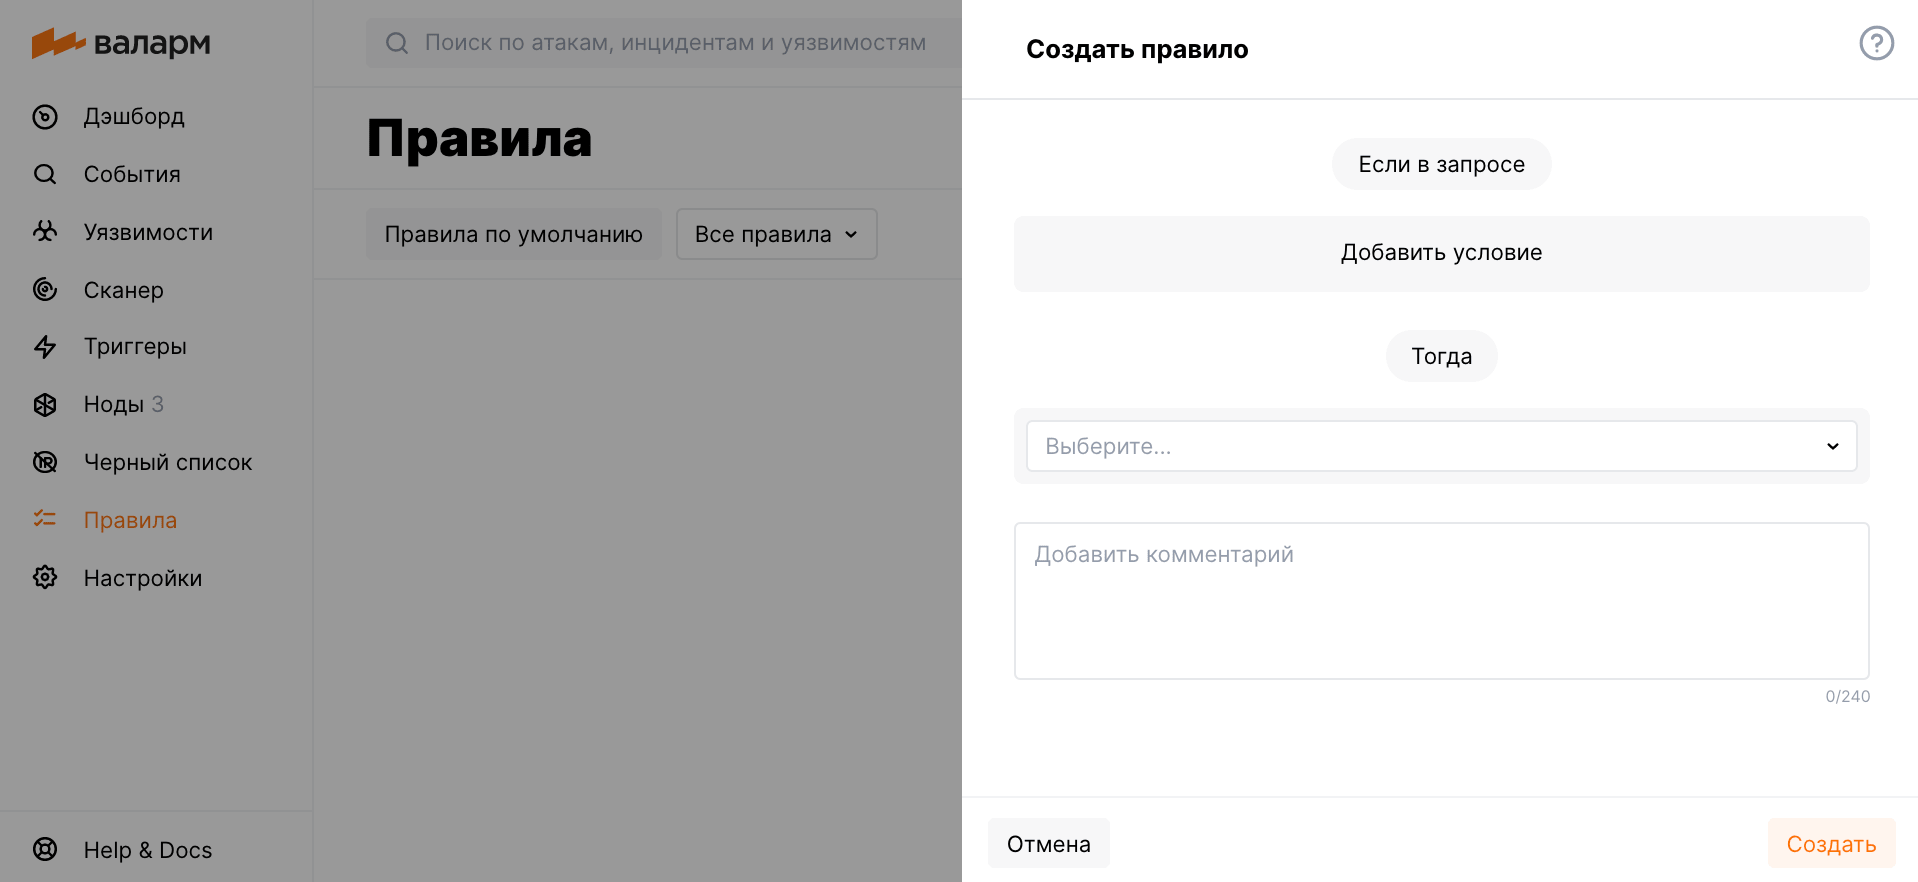 валарм
Дэшборд
События
Уязвимости
Сканер
Триггеры
Ноды 3
Черный список
Правила
Настройки
Help & Docs
Поиск по атакам, инцидентам и уязвимостям
Правила
Правила по умолчанию
Все правила
Создать правило
?
Если в запросе
Добавить условие
Тогда
Выберите...
Добавить комментарий
0/240
Отмена
Создать